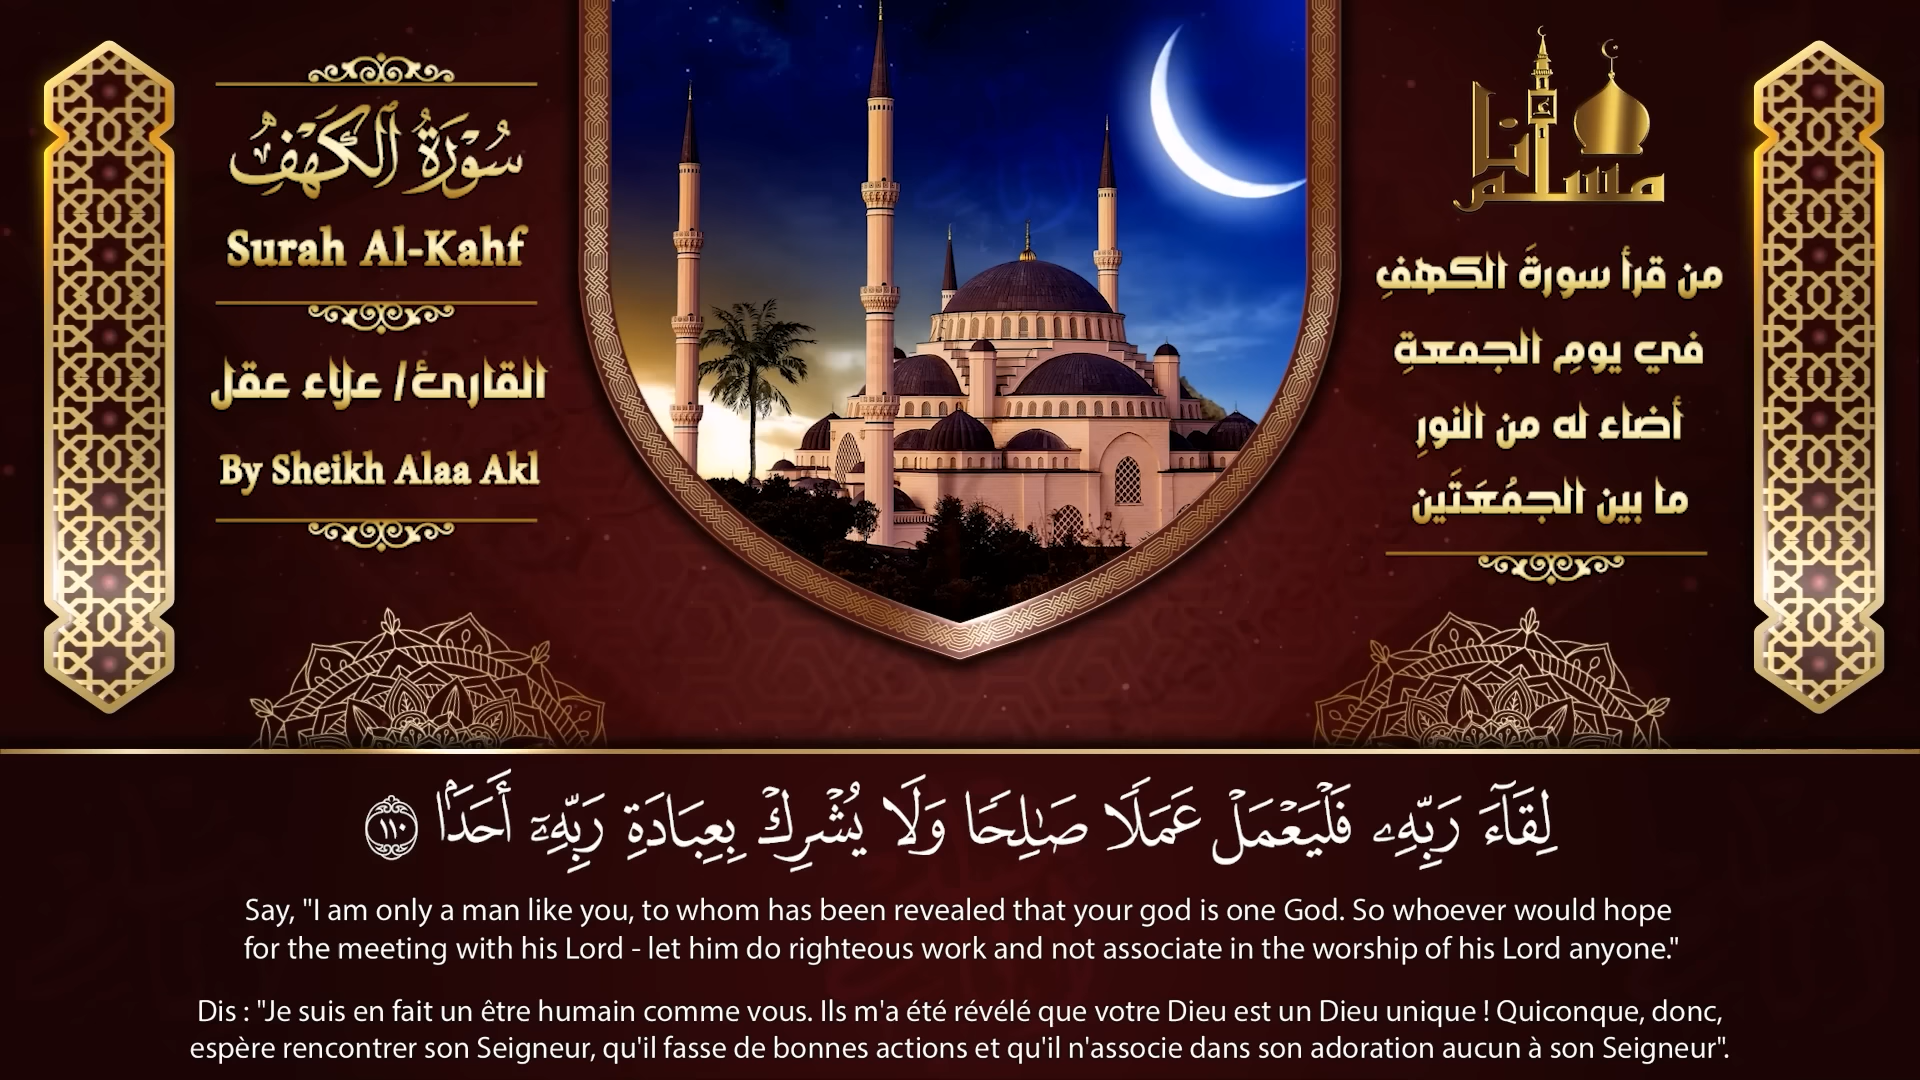 سُورَةُ الكَهْفِ
Surah Al-Kahf
القارئ / علاء عقل
By Sheikh Alaa Akl
أنا
مسلم
من قرأ سورةَ الكهفِ
في يومِ الجمعةِ
أضاء له من النورِ
ما بين الجمُعَتَين
لِقَآءَ رَبِّهِۦ فَلْيَعْمَلْ عَمَلًا صَـٰلِحًا وَلَا يُشْرِكْ بِعِبَادَةِ رَبِّهِۦٓ أَحَدًۢا ١١٠
Say, "I am only a man like you, to whom has been revealed that your god is one God. So whoever would hope
for the meeting with his Lord - let him do righteous work and not associate in the worship of his Lord anyone."
Dis : "Je suis en fait un être humain comme vous. Ils m'a été révélé que votre Dieu est un Dieu unique ! Quiconque, donc,
espère rencontrer son Seigneur, qu'il fasse de bonnes actions et qu'il n'associe dans son adoration aucun à son Seigneur".